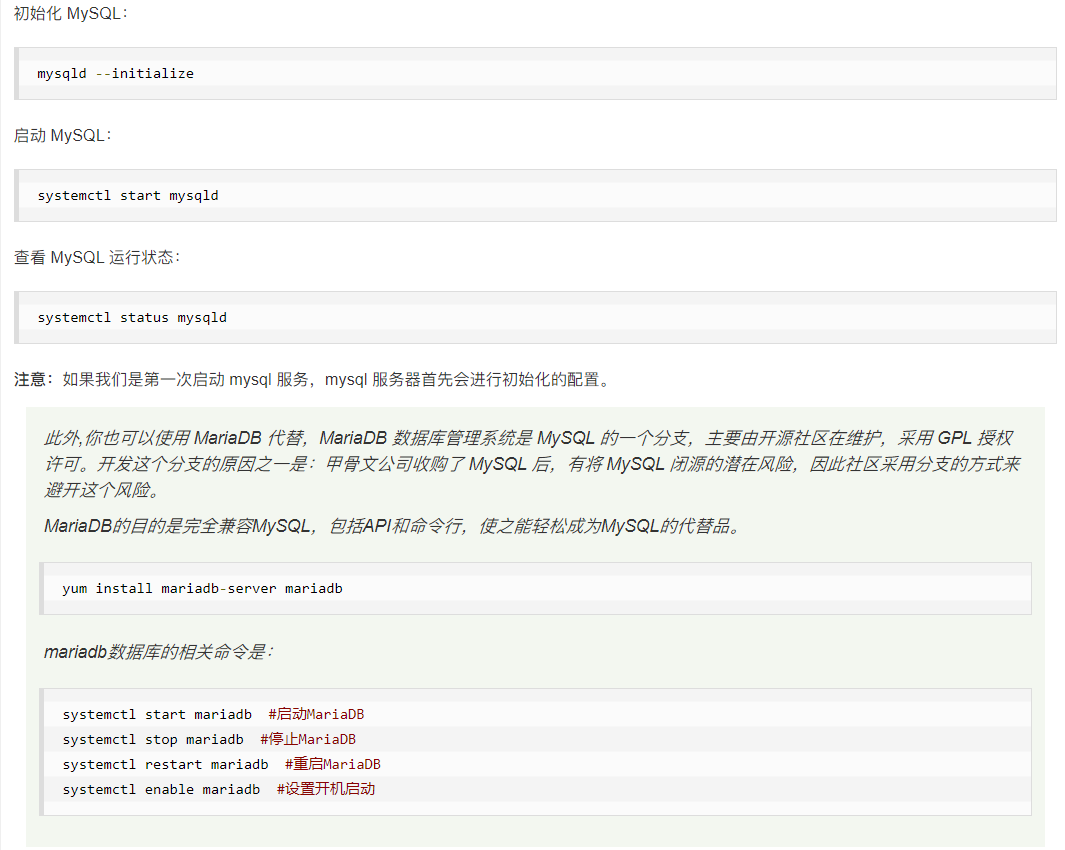 初始化 MySQL：
mysqld --initialize
启动 MySQL：
systemctl start mysqld
查看 MySQL 运行状态：
systemctl status mysqld
注意：如果我们是第一次启动 mysql 服务，mysql 服务器首先会进行初始化的配置。
此外,你也可以使用 MariaDB 代替，MariaDB 数据库管理系统是 MySQL 的一个分支，主要由开源社区在维护，采用 GPL 授权
许可。开发这个分支的原因之一是：甲骨文公司收购了 MySQL 后，有将 MySQL 闭源的潜在风险，因此社区采用分支的方式来
避开这个风险。
MariaDB的目的是完全兼容MySQL，包括API和命令行，使之能轻松成为MySQL的代替品。
yum install mariadb-server mariadb
mariadb数据库的相关命令是：
systemctl start mariadb  #启动MariaDB
systemctl stop mariadb  #停止MariaDB
systemctl restart mariadb  #重启MariaDB
systemctl enable mariadb  #设置开机启动